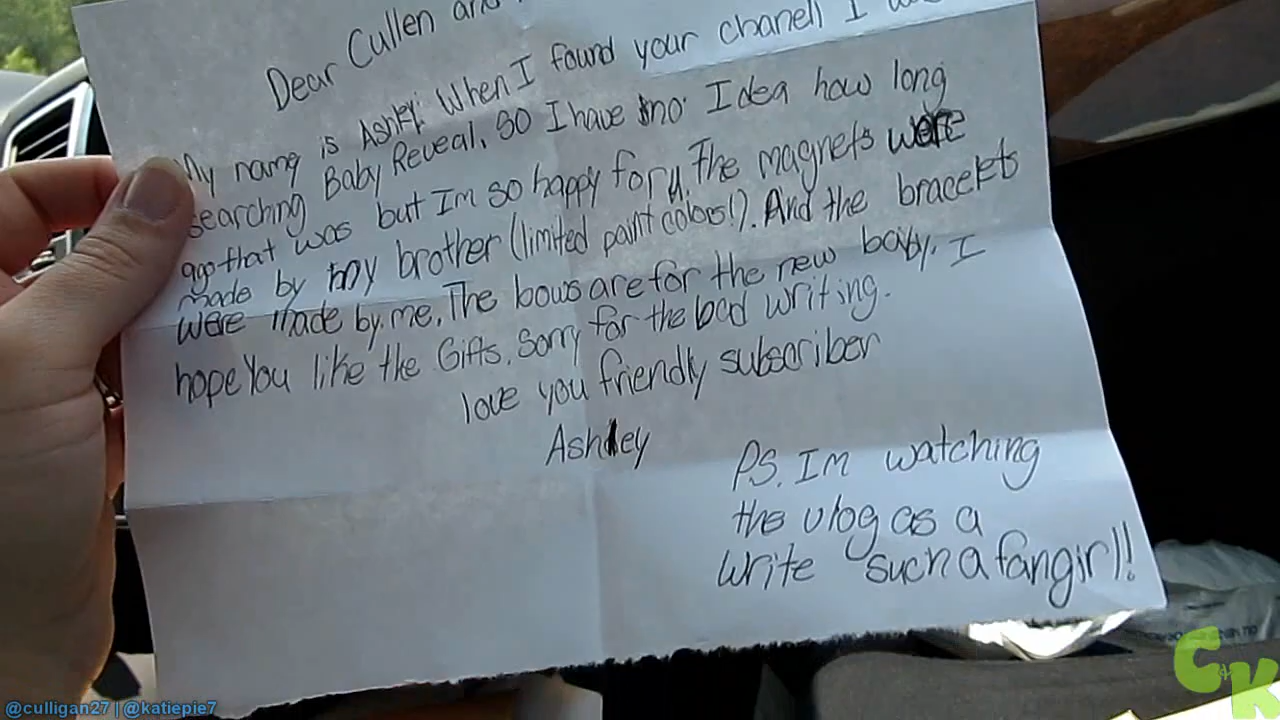 Dear Cullen and
My name is Ashley. When I found your chanell I
searching Baby Reveal. SO I have no Idea how long
ago that was but Im so happy for u. The magnets were
made by my brother (limited paint colors!). And the bracelets
were made by me. The bows are for the new baby. I
hope You like the Gifts. Sorry for the bad writing.
love you friendly subscriber
Ashley
PS. Im watching
the vlog as a
write such a fangirl!
@culligan27 | @katiepie7
C&K